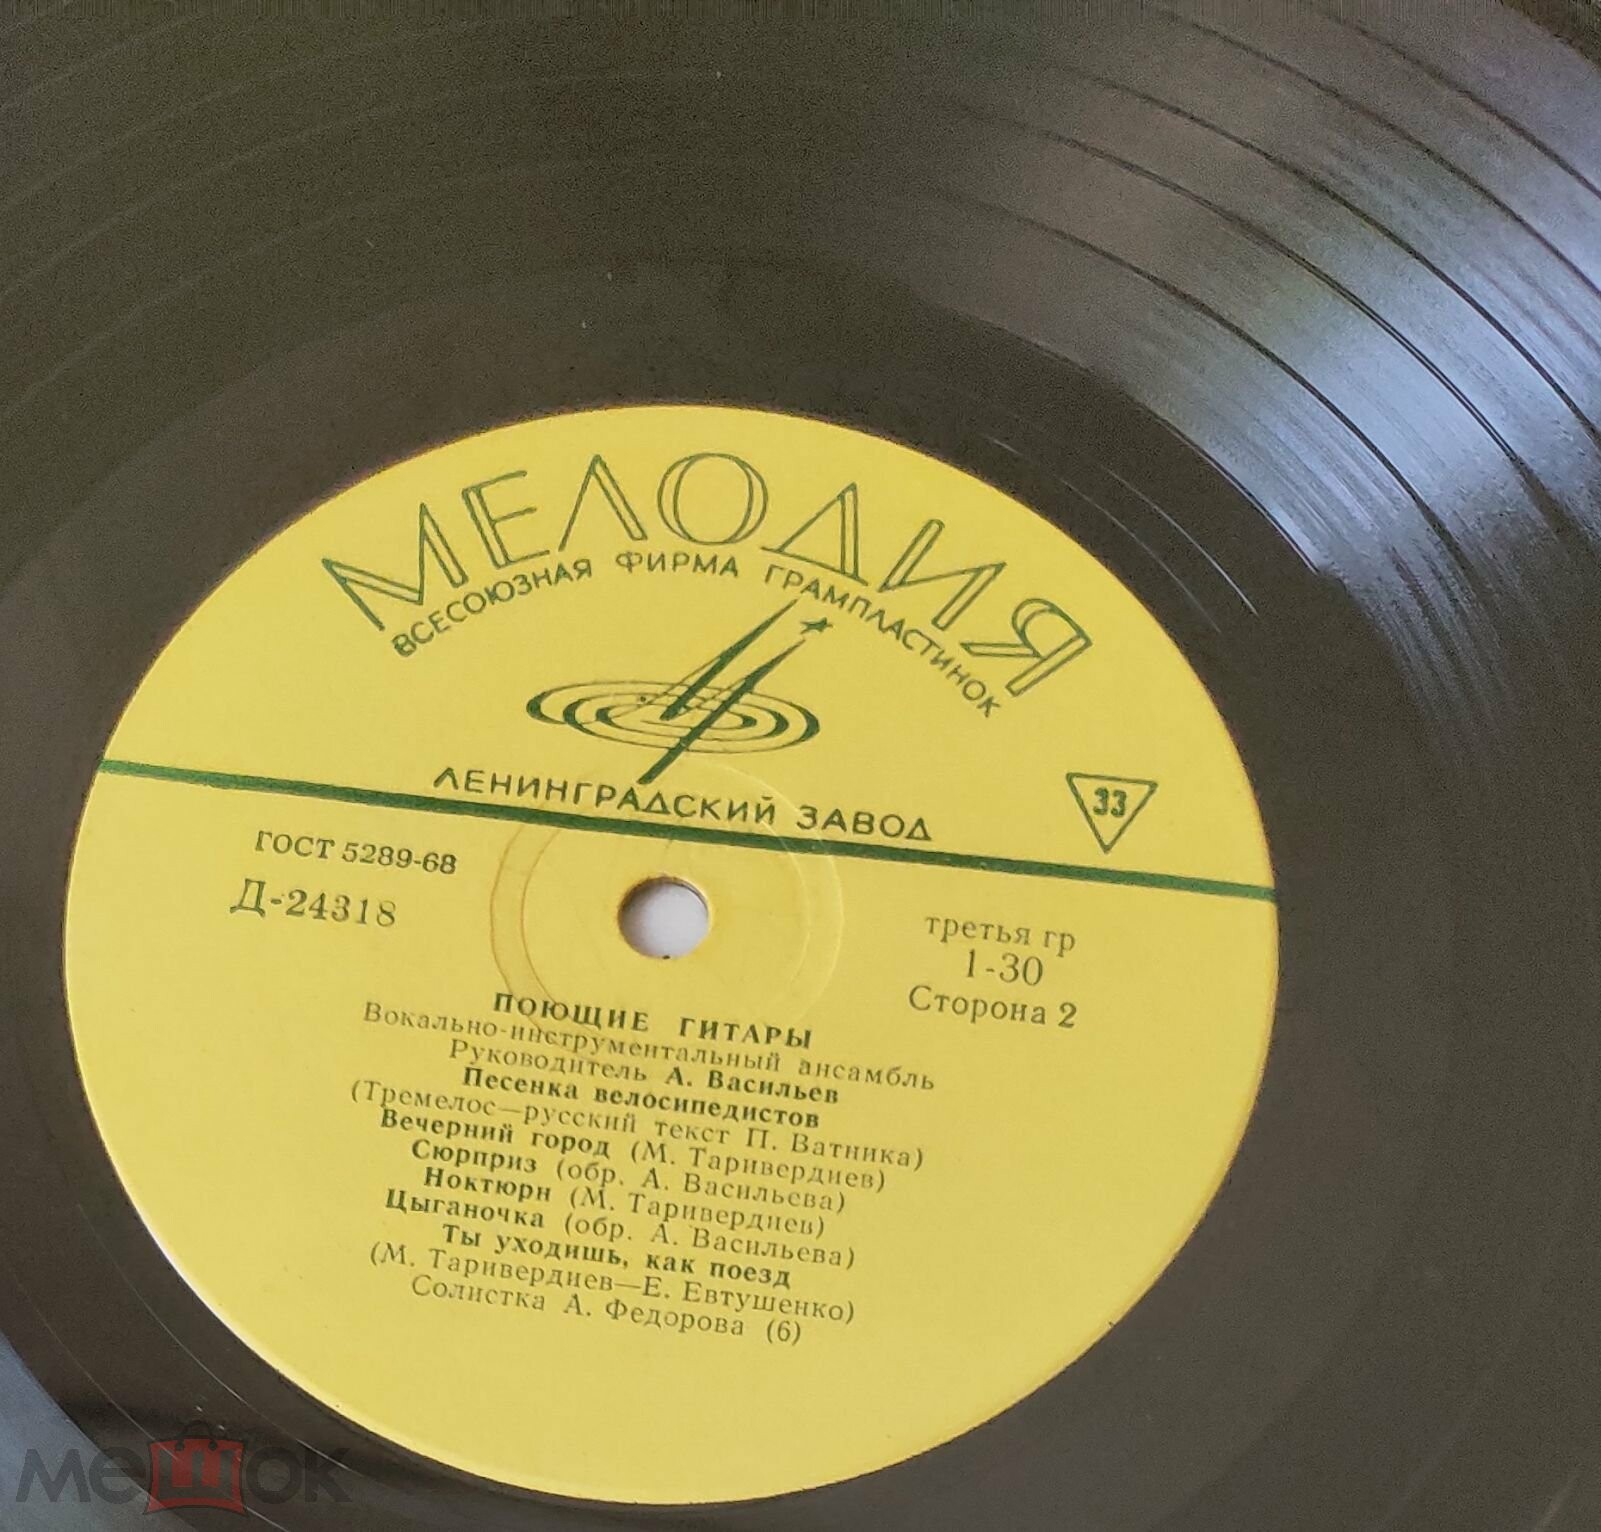 МЕЛОДИЯ
ВСЕСОЮЗНАЯ ФИРМА ГРАМПЛАСТИНОК
ЛЕНИНГРАДСКИЙ ЗАВОД
33
ГОСТ 5289-68
Д-24318
третья гр
1-30
Сторона 2
ПОЮЩИЕ ГИТАРЫ
Вокально-инструментальный ансамбль
Руководитель А. Васильев
Песенка велосипедистов
(Тремелос—русский текст П. Ватника)
Вечерний город (М. Таривердиев)
Сюрприз (обр. А. Васильева)
Ноктюрн (М. Таривердиев)
Цыганочка (обр. А. Васильева)
Ты уходишь, как поезд
(М. Таривердиев—Е. Евтушенко)
Солистка А. Федорова (6)
мешок